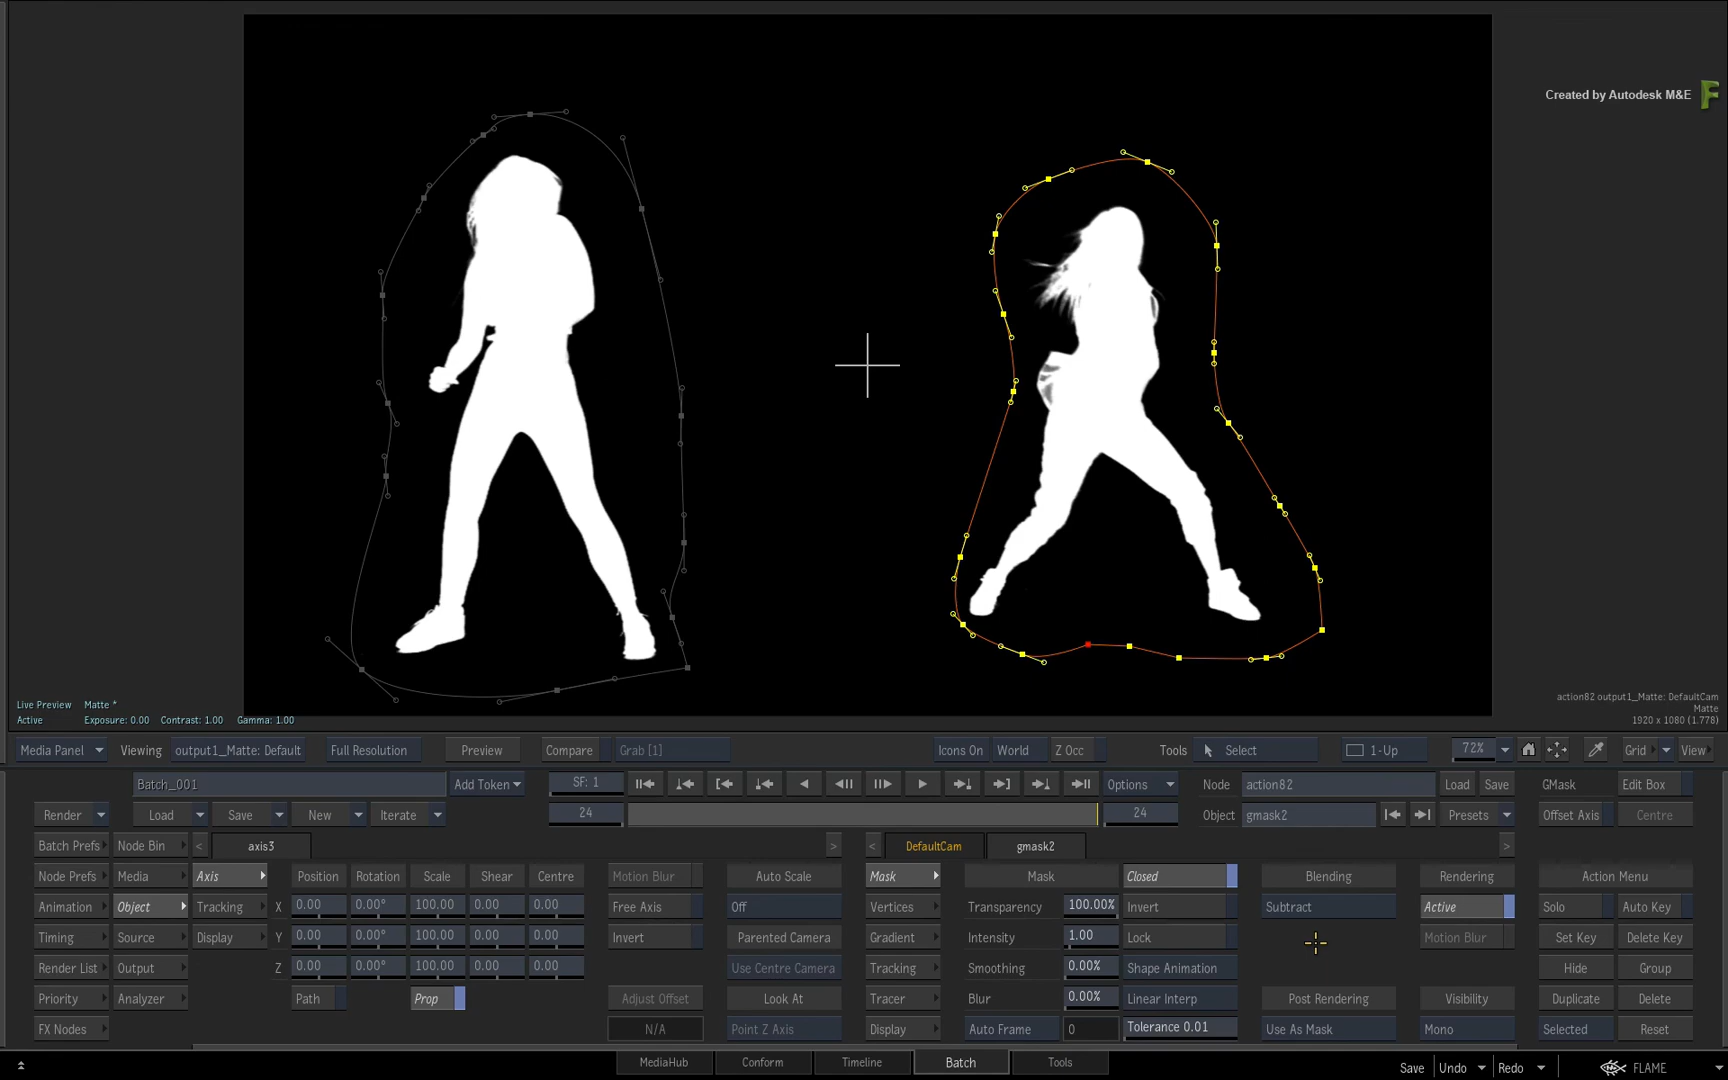 Created by Autodesk M&E
Live Preview Matte *
Active Exposure: 0.00 Contrast: 1.00 Gamma: 1.00
action82 output1_Matte: DefaultCam
Matte
1920 x 1080 (1.778)
Media Panel Viewing output1_Matte: Default Full Resolution Preview Compare Grab [1] Icons On World Z Occ Tools Select 1-Up 72% Grid View
Batch_001 Add Token SF: 1 Options Node action82 Load Save GMask Edit Box
Render Load Save New Iterate 24 24 Object gmask2 Presets Offset Axis Centre
Batch Prefs Node Bin < axis3 > < DefaultCam gmask2 >
Node Prefs Media Axis Position Rotation Scale Shear Centre Motion Blur Auto Scale Mask Mask Closed Blending Rendering Action Menu
Animation Object Tracking X 0.00 0.00° 100.00 0.00 0.00 Free Axis Off Vertices Transparency 100.00% Invert Subtract Active Solo Auto Key
Timing Source Display Y 0.00 0.00° 100.00 0.00 0.00 Invert Parented Camera Gradient Intensity 1.00 Lock Motion Blur Set Key Delete Key
Render List Output Z 0.00 0.00° 100.00 0.00 0.00 Use Centre Camera Tracking Smoothing 0.00% Shape Animation Hide Group
Priority Analyzer Path Prop Adjust Offset Look At Tracer Blur 0.00% Linear Interp Post Rendering Visibility Duplicate Delete
FX Nodes N/A Point Z Axis Display Auto Frame 0 Tolerance 0.01 Use As Mask Mono Selected Reset
MediaHub Conform Timeline Batch Tools Save Undo Redo FLAME